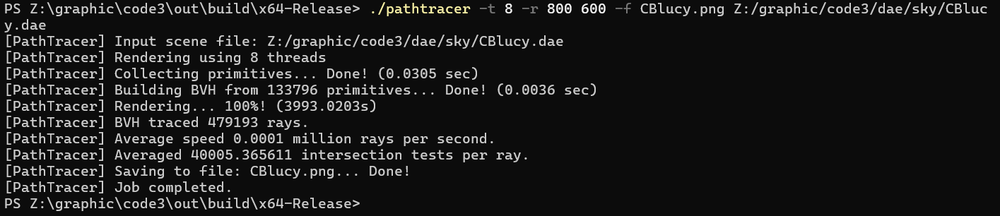 PS Z:\graphic\code3\out\build\x64-Release> ./pathtracer -t 8 -r 800 600 -f CBlucy.png Z:/graphic/code3/dae/sky/CBluc
y.dae
[PathTracer] Input scene file: Z:/graphic/code3/dae/sky/CBlucy.dae
[PathTracer] Rendering using 8 threads
[PathTracer] Collecting primitives... Done! (0.0305 sec)
[PathTracer] Building BVH from 133796 primitives... Done! (0.0036 sec)
[PathTracer] Rendering... 100%! (3993.0203s)
[PathTracer] BVH traced 479193 rays.
[PathTracer] Average speed 0.0001 million rays per second.
[PathTracer] Averaged 40005.365611 intersection tests per ray.
[PathTracer] Saving to file: CBlucy.png... Done!
[PathTracer] Job completed.
PS Z:\graphic\code3\out\build\x64-Release>